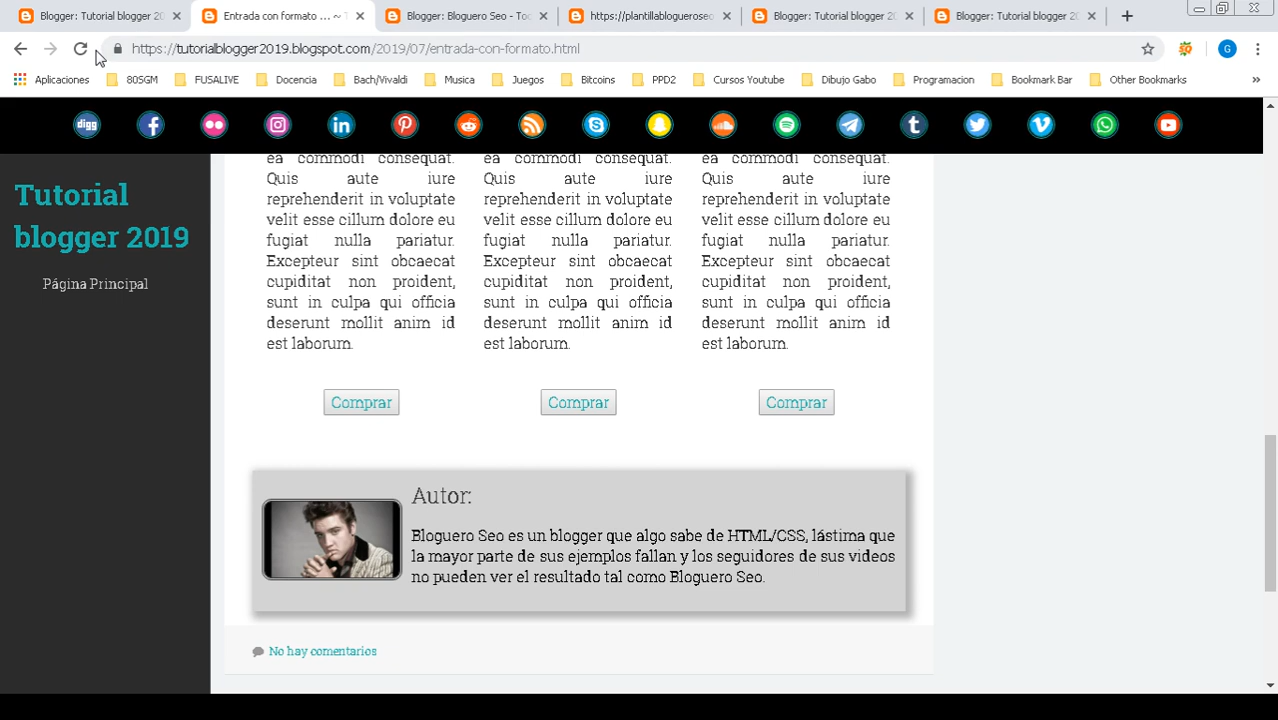 Blogger: Tutorial blogger 20
Entrada con formato ... ~ T
Blogger: Bloguero Seo - Tod
https://plantillablogueroseo
Blogger: Tutorial blogger 20
Blogger: Tutorial blogger 20
https://tutorialblogger2019.blogspot.com/2019/07/entrada-con-formato.html
G
Aplicaciones 80SGM FUSALIVE Docencia Bach/Vivaldi Musica Juegos Bitcoins PPD2 Cursos Youtube Dibujo Gabo Programacion Bookmark Bar Other Bookmarks »
digg
Tutorial
blogger 2019
Página Principal
ea commodi consequat.
Quis aute iure
reprehenderit in voluptate
velit esse cillum dolore eu
fugiat nulla pariatur.
Excepteur sint obcaecat
cupiditat non proident,
sunt in culpa qui officia
deserunt mollit anim id
est laborum.
Comprar
ea commodi consequat.
Quis aute iure
reprehenderit in voluptate
velit esse cillum dolore eu
fugiat nulla pariatur.
Excepteur sint obcaecat
cupiditat non proident,
sunt in culpa qui officia
deserunt mollit anim id
est laborum.
Comprar
ea commodi consequat.
Quis aute iure
reprehenderit in voluptate
velit esse cillum dolore eu
fugiat nulla pariatur.
Excepteur sint obcaecat
cupiditat non proident,
sunt in culpa qui officia
deserunt mollit anim id
est laborum.
Comprar
Autor:
Bloguero Seo es un blogger que algo sabe de HTML/CSS, lástima que
la mayor parte de sus ejemplos fallan y los seguidores de sus videos
no pueden ver el resultado tal como Bloguero Seo.
No hay comentarios